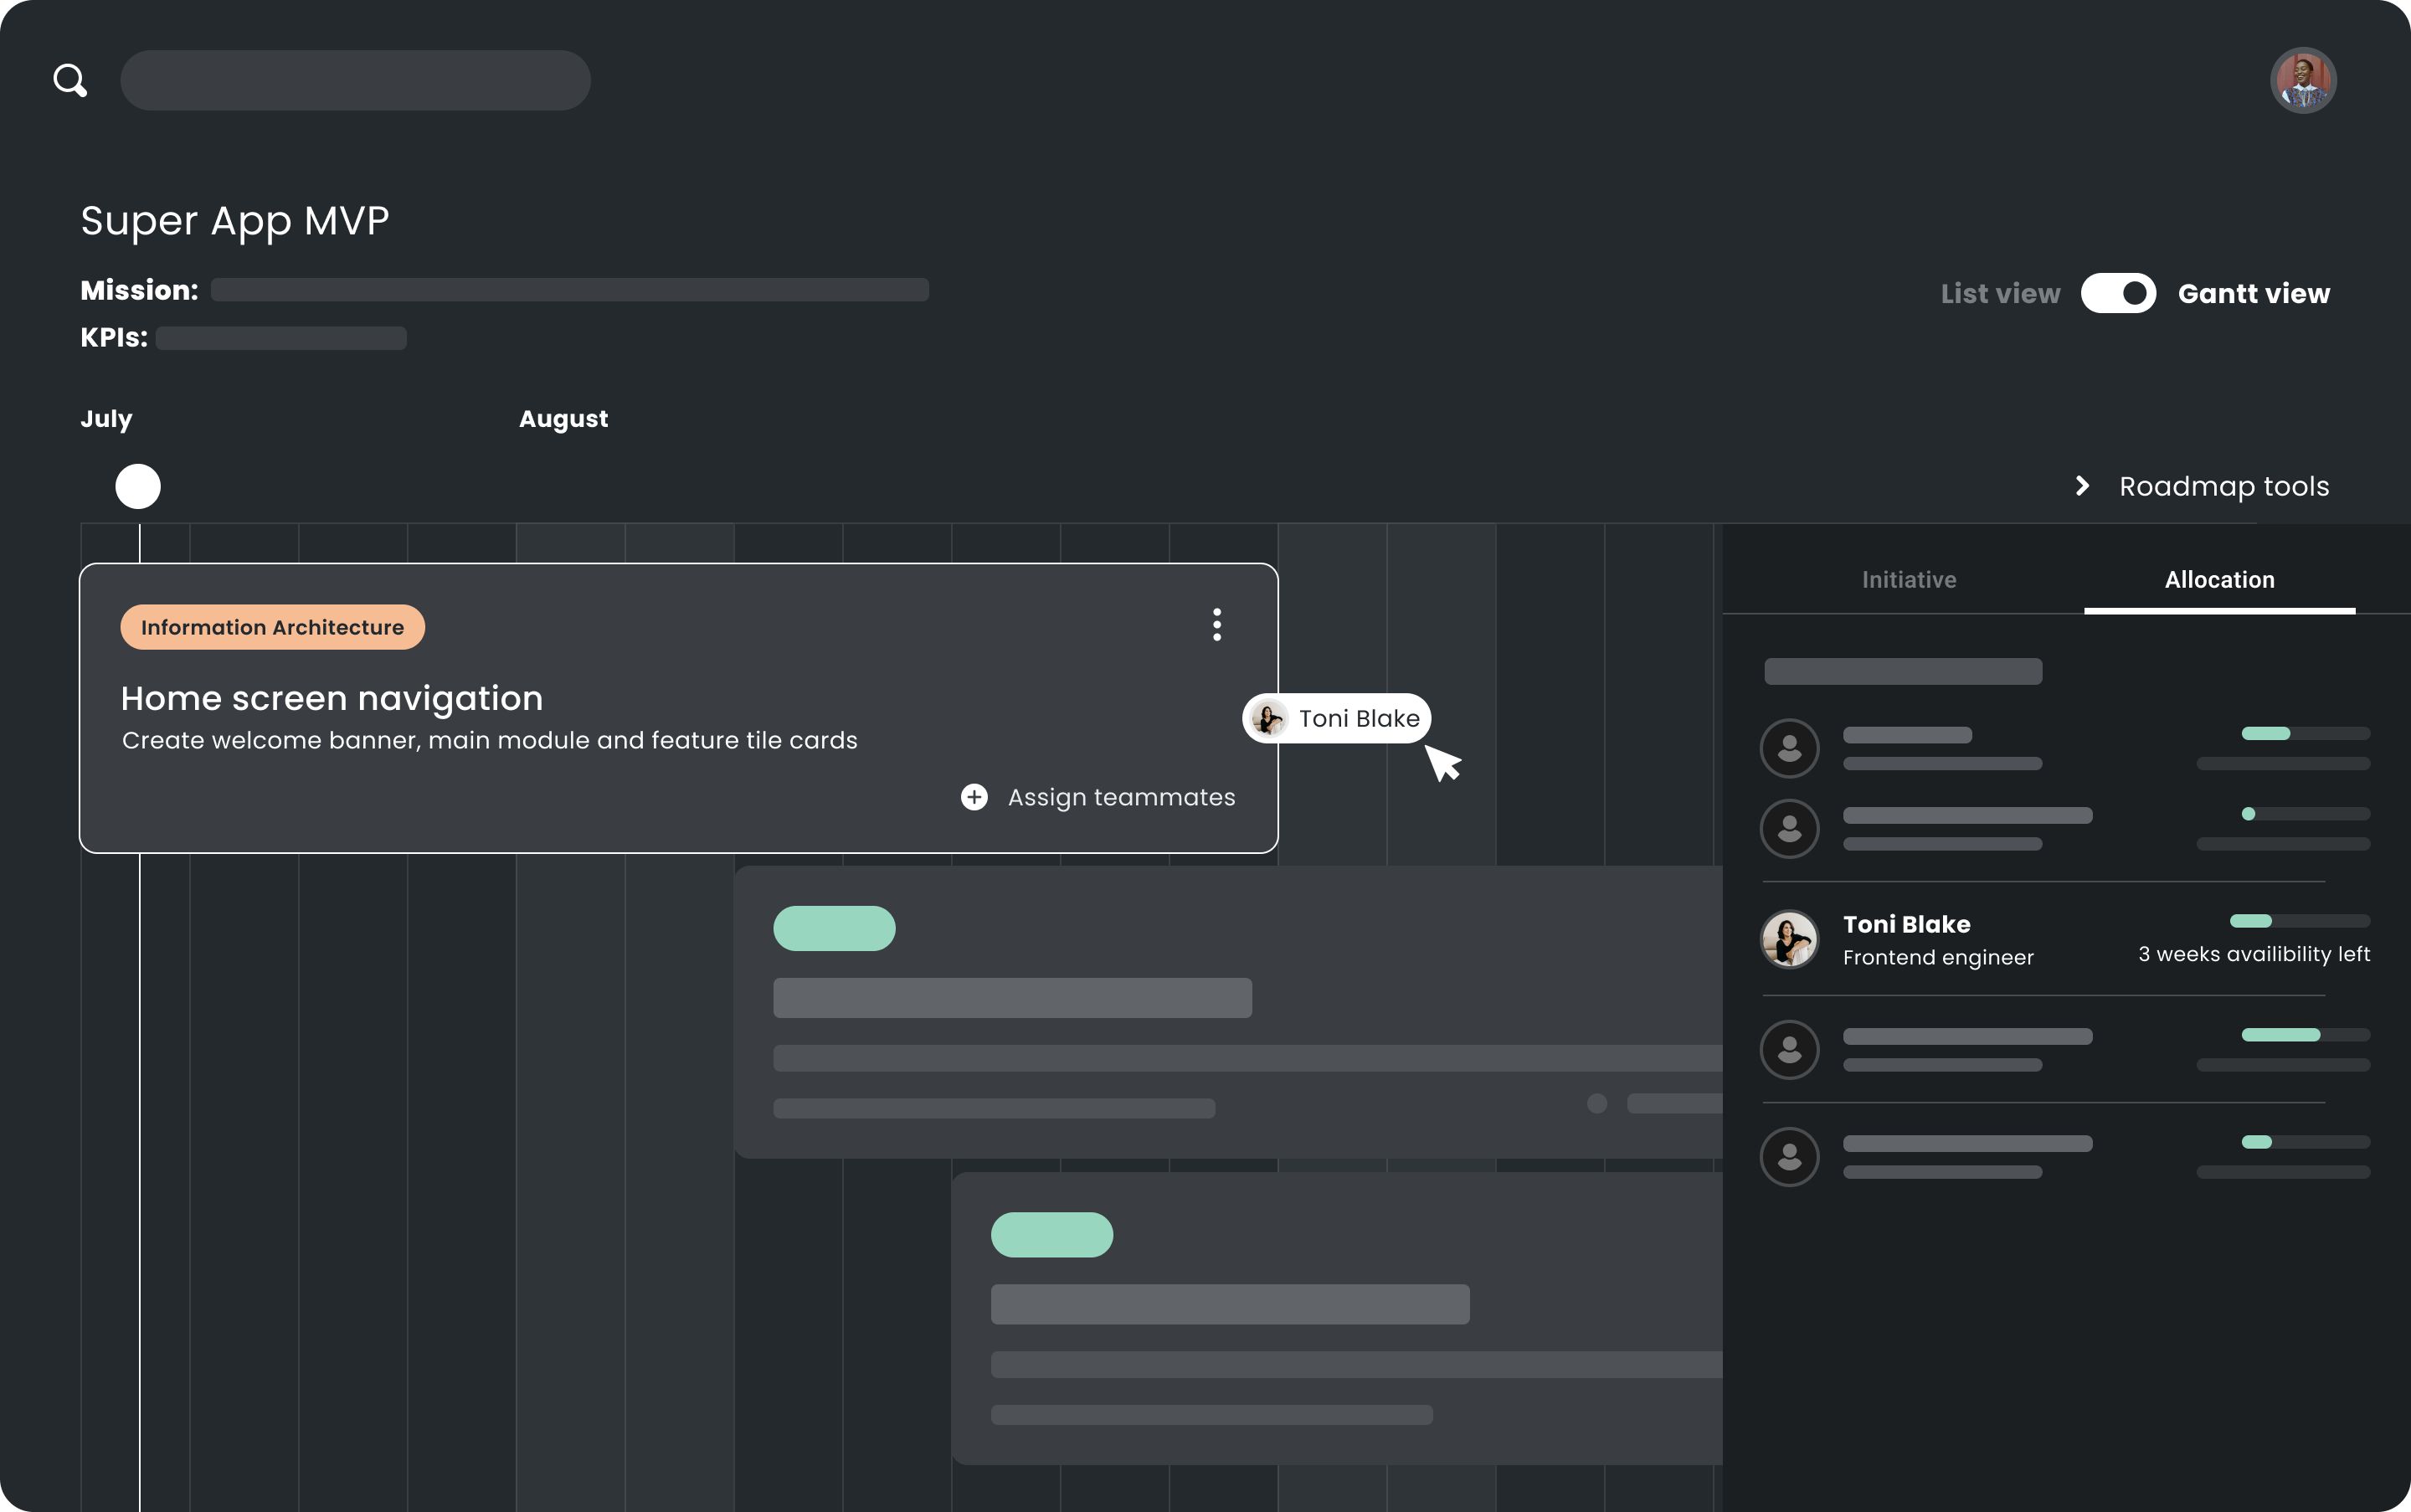 Super App MVP
Mission:
KPIs:
List view
Gantt view
July
August
Roadmap tools
Initiative
Allocation
Information Architecture
Home screen navigation
Create welcome banner, main module and feature tile cards
Assign teammates
Toni Blake
Toni Blake
Frontend engineer
3 weeks availibility left